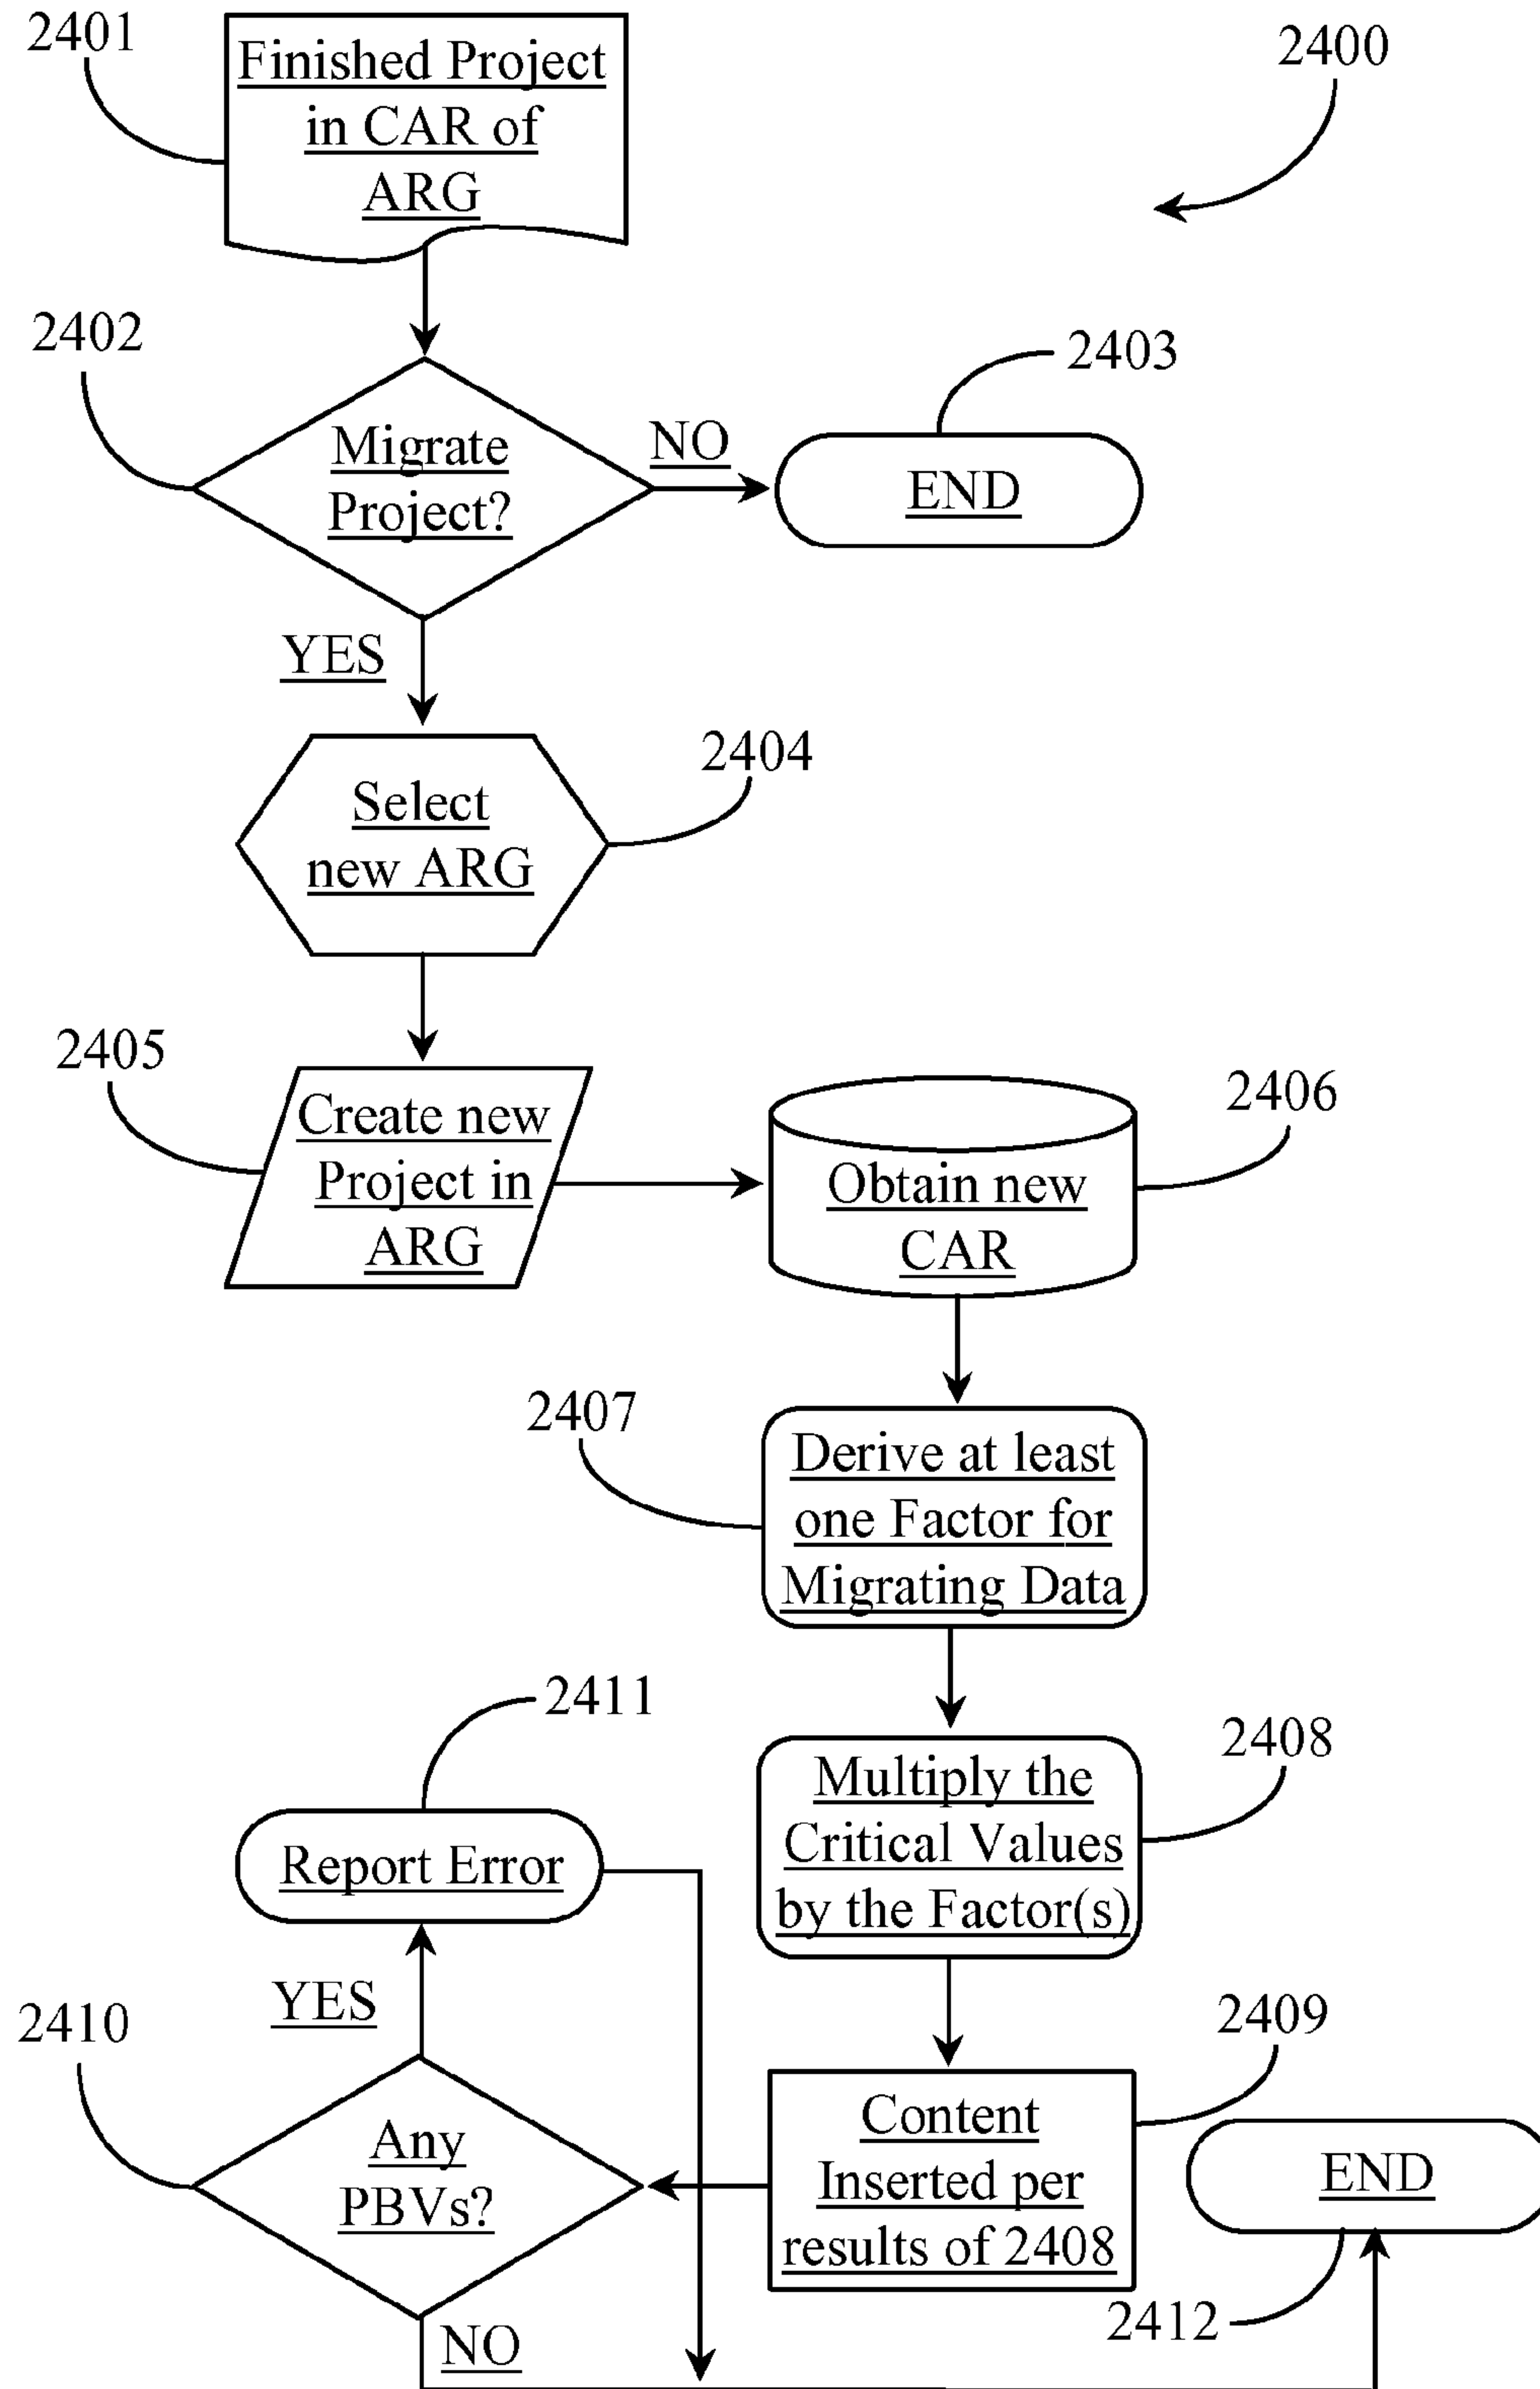 2401
Finished Project
in CAR of
ARG
2400
2402
Migrate
Project?
NO
2403
END
YES
2404
Select
new ARG
2405
Create new
Project in
ARG
2406
Obtain new
CAR
2407
Derive at least
one Factor for
Migrating Data
2408
Multiply the
Critical Values
by the Factor(s)
2411
Report Error
YES
2410
Any
PBVs?
NO
2409
Content
Inserted per
results of 2408
END
2412